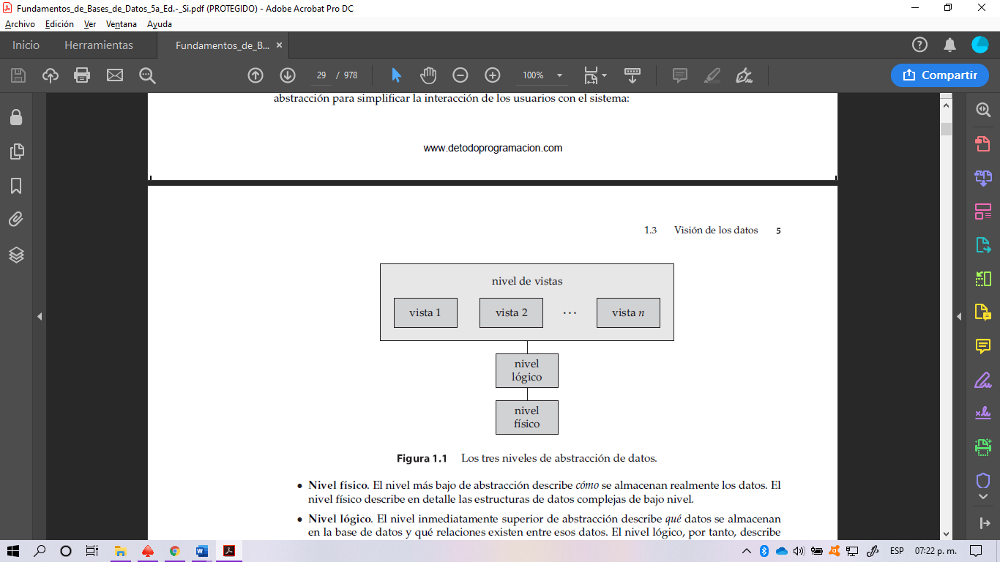 Fundamentos_de_Bases_de_Datos_5a_Ed.-_Si.pdf (PROTEGIDO) - Adobe Acrobat Pro DC
Archivo Edición Ver Ventana Ayuda
Inicio Herramientas Fundamentos_de_B... ×
29 / 978 100% Compartir
abstracción para simplificar la interacción de los usuarios con el sistema:
www.detodoprogramacion.com
1.3 Visión de los datos 5
nivel de vistas
vista 1 vista 2 ... vista n
nivel
lógico
nivel
físico
Figura 1.1 Los tres niveles de abstracción de datos.
• Nivel físico. El nivel más bajo de abstracción describe cómo se almacenan realmente los datos. El
nivel físico describe en detalle las estructuras de datos complejas de bajo nivel.
• Nivel lógico. El nivel inmediatamente superior de abstracción describe qué datos se almacenan
en la base de datos y qué relaciones existen entre esos datos. El nivel lógico, por tanto, describe
ESP 07:22 p. m.